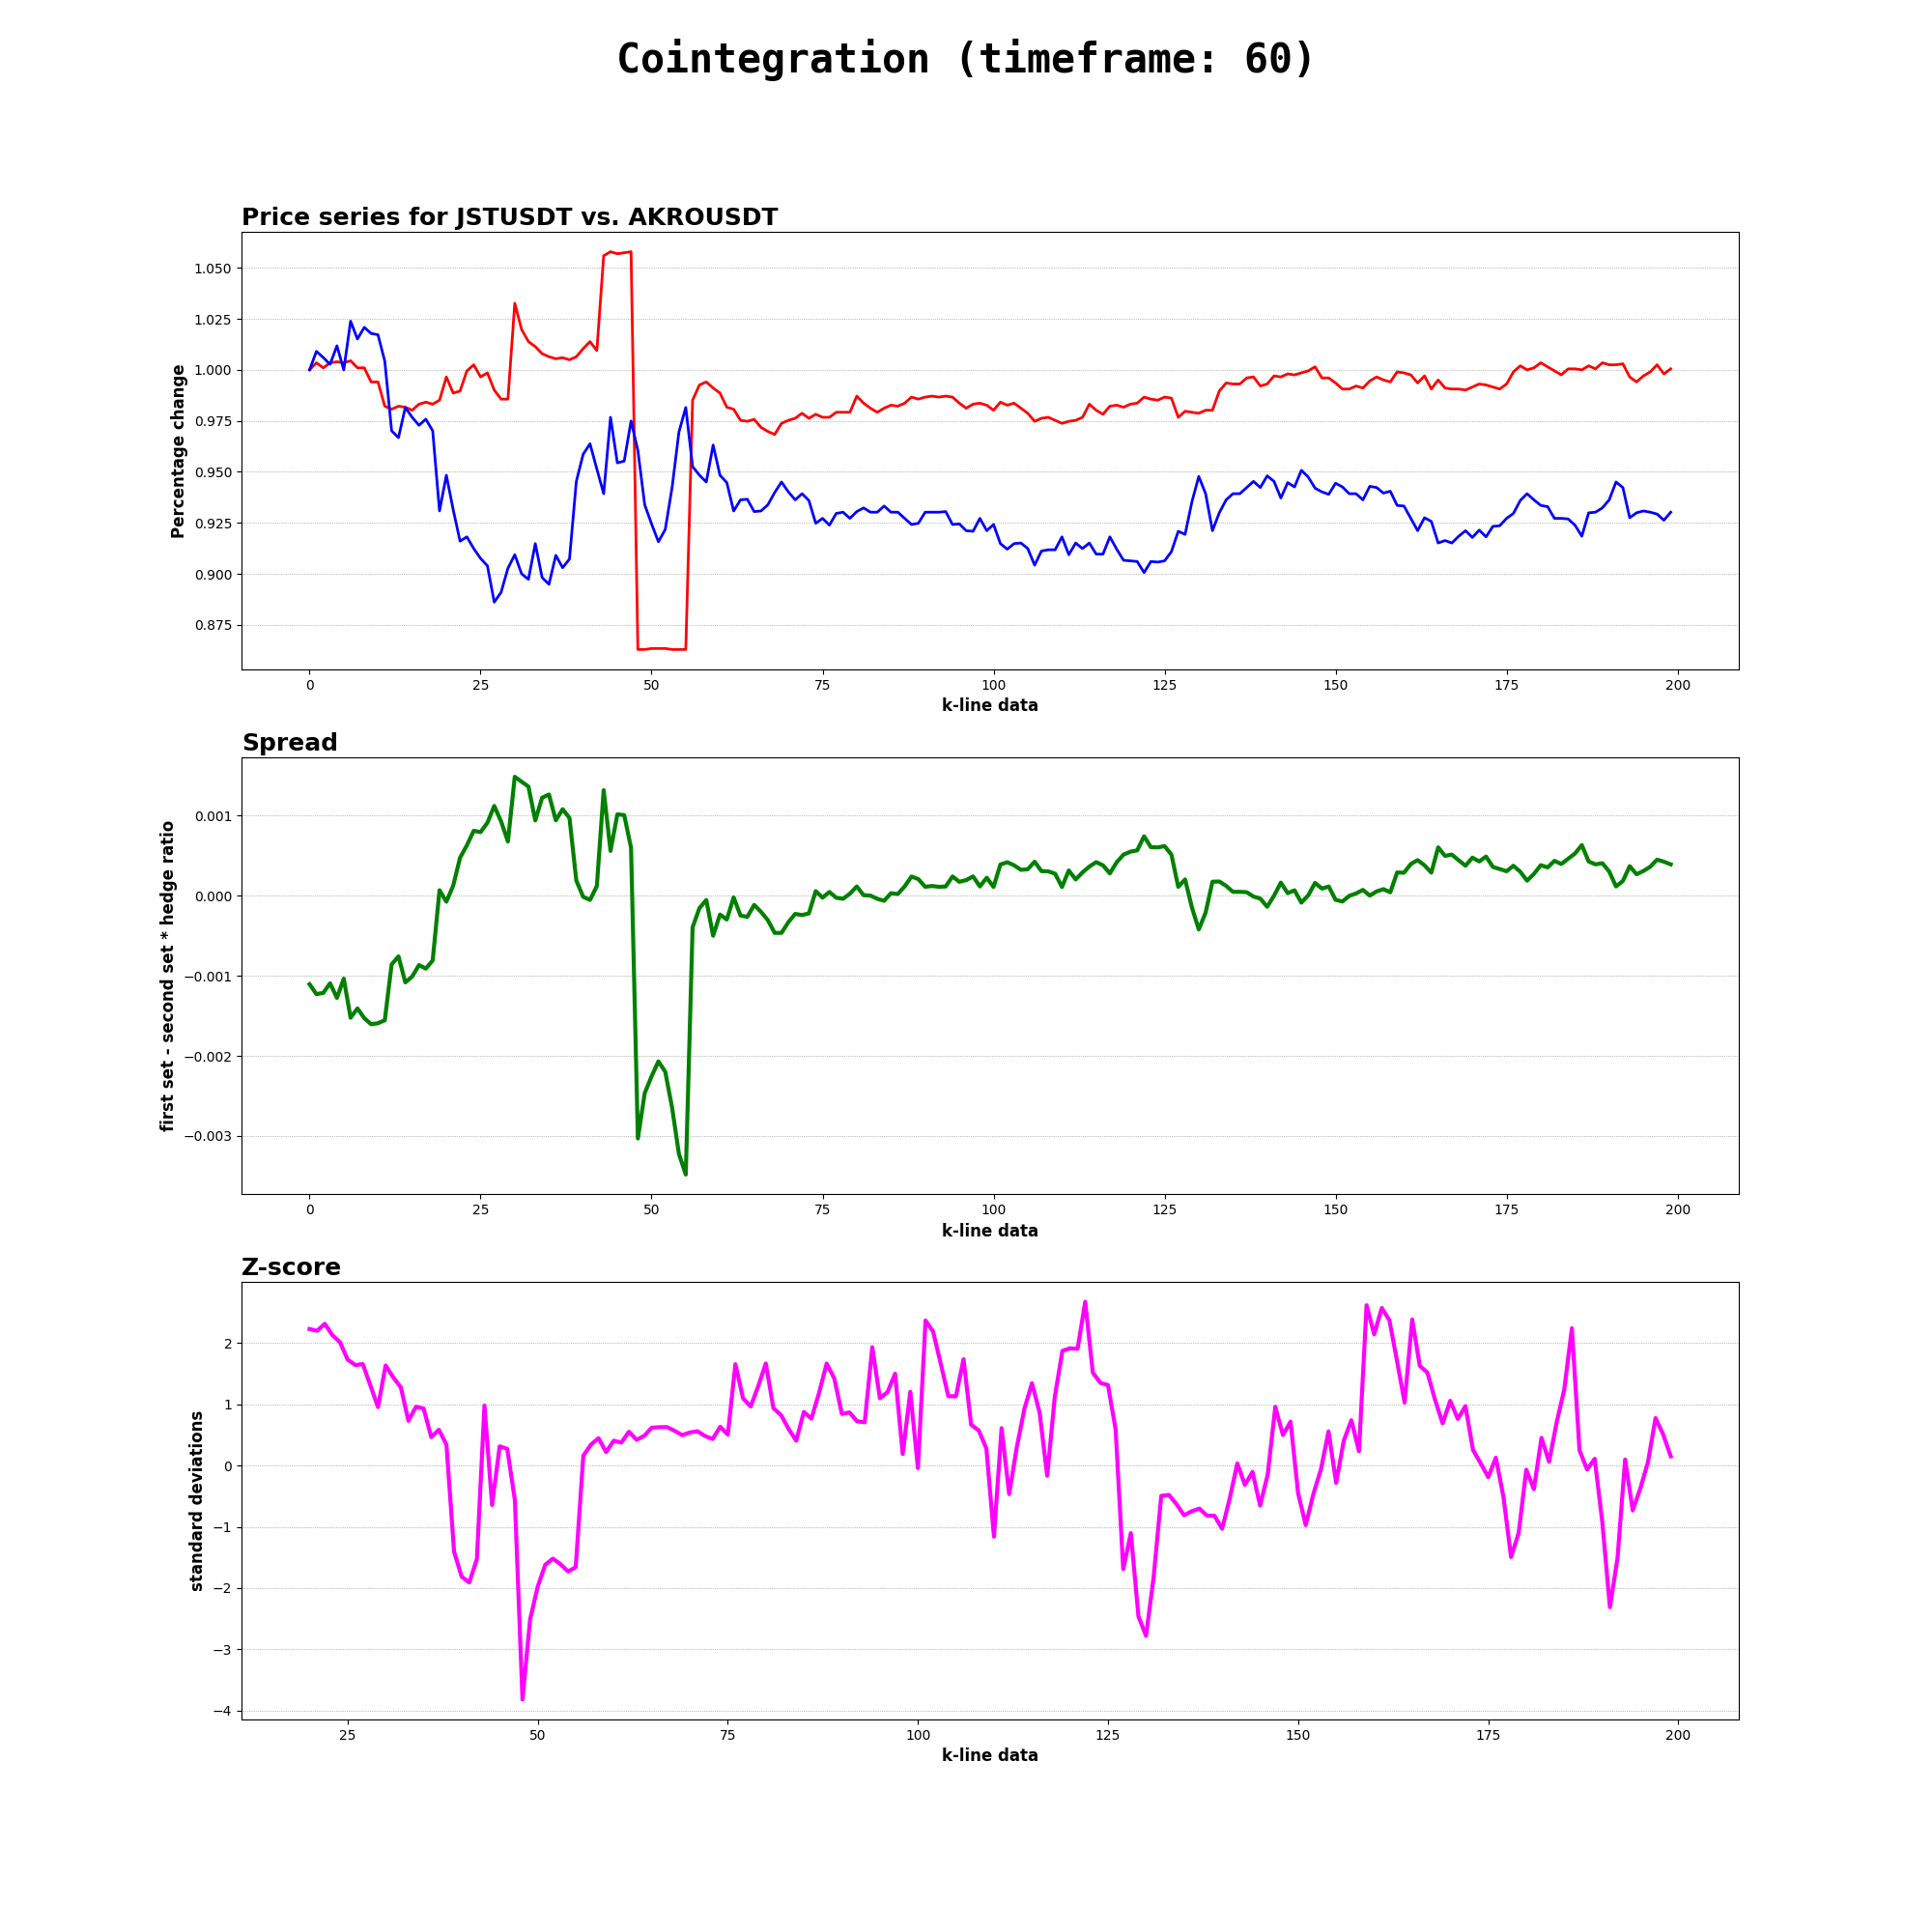 Cointegration (timeframe: 60)
Price series for JSTUSDT vs. AKROUSDT
Percentage change
1.050
1.025
1.000
0.975
0.950
0.925
0.900
0.875
0 25 50 75 100 125 150 175 200
k-line data
Spread
first set - second set * hedge ratio
0.001
0.000
−0.001
−0.002
−0.003
0 25 50 75 100 125 150 175 200
k-line data
Z-score
standard deviations
2
1
0
−1
−2
−3
−4
25 50 75 100 125 150 175 200
k-line data